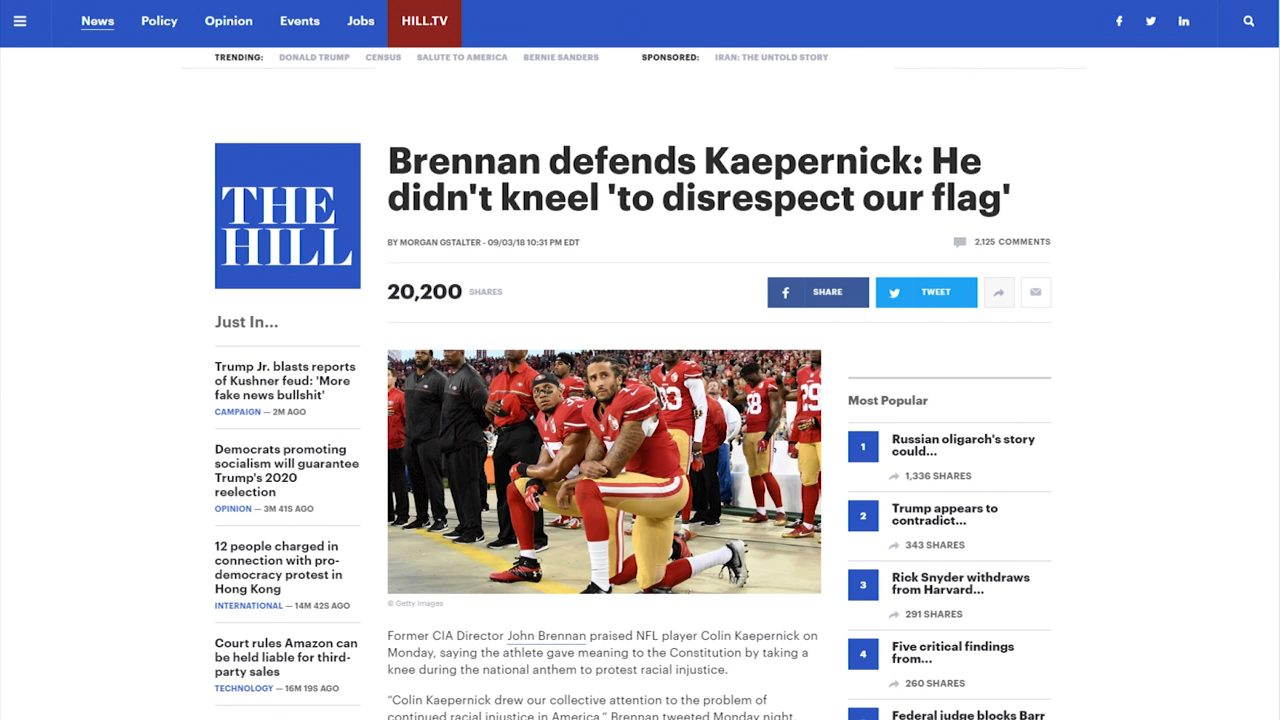 News Policy Opinion Events Jobs HILL.TV
TRENDING: DONALD TRUMP CENSUS SALUTE TO AMERICA BERNIE SANDERS SPONSORED: IRAN: THE UNTOLD STORY
THE
HILL
Brennan defends Kaepernick: He
didn't kneel 'to disrespect our flag'
BY MORGAN GSTALTER - 09/03/18 10:31 PM EDT
2,125 COMMENTS
20,200 SHARES
SHARE
TWEET
Just In...
Trump Jr. blasts reports
of Kushner feud: 'More
fake news bullshit'
CAMPAIGN — 2M AGO
Democrats promoting
socialism will guarantee
Trump's 2020
reelection
OPINION — 3M 41S AGO
12 people charged in
connection with pro-
democracy protest in
Hong Kong
INTERNATIONAL — 14M 42S AGO
Court rules Amazon can
be held liable for third-
party sales
TECHNOLOGY — 16M 19S AGO
© Getty Images
Former CIA Director John Brennan praised NFL player Colin Kaepernick on
Monday, saying the athlete gave meaning to the Constitution by taking a
knee during the national anthem to protest racial injustice.
“Colin Kaepernick drew our collective attention to the problem of
continued racial injustice in America,” Brennan tweeted Monday night.
Most Popular
1 Russian oligarch's story
could...
1,336 SHARES
2 Trump appears to
contradict...
343 SHARES
3 Rick Snyder withdraws
from Harvard...
291 SHARES
4 Five critical findings
from...
260 SHARES
Federal judge blocks Barr